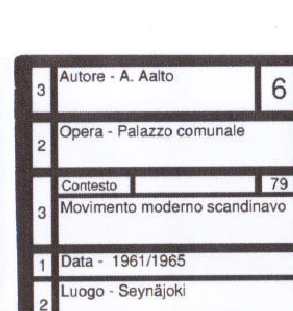 3 Autore - A. Aalto 6
2 Opera - Palazzo comunale
Contesto 79
3 Movimento moderno scandinavo
1 Data - 1961/1965
2 Luogo - Seynäjoki